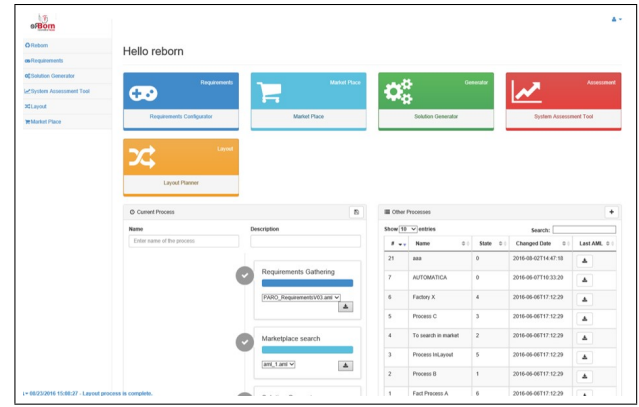 reBorn
Reborn
Requirements
Solution Generator
System Assessment Tool
Layout
Market Place
Hello reborn
Requirements
Requirements Configurator
Market Place
Market Place
Generator
Solution Generator
Assessment
System Assessment Tool
Layout
Layout Planner
Current Process
Name Description
Enter name of the process
Requirements Gathering
PARO_RequirementsV03.aml
Marketplace search
aml_1.aml
Other Processes
Show 10 entries Search:
# Name State Changed Date Last AML
21 aaa 0 2016-08-02T14:47:18
7 AUTOMATICA 0 2016-06-07T10:33:20
6 Factory X 4 2016-06-06T17:12:29
5 Process C 3 2016-06-06T17:12:29
4 To search in market 2 2016-06-06T17:12:29
3 Process InLayout 5 2016-06-06T17:12:29
2 Process B 1 2016-06-06T17:12:29
1 Fact Process A 6 2016-06-06T17:12:29
08/23/2016 15:08:27 - Layout process is complete.